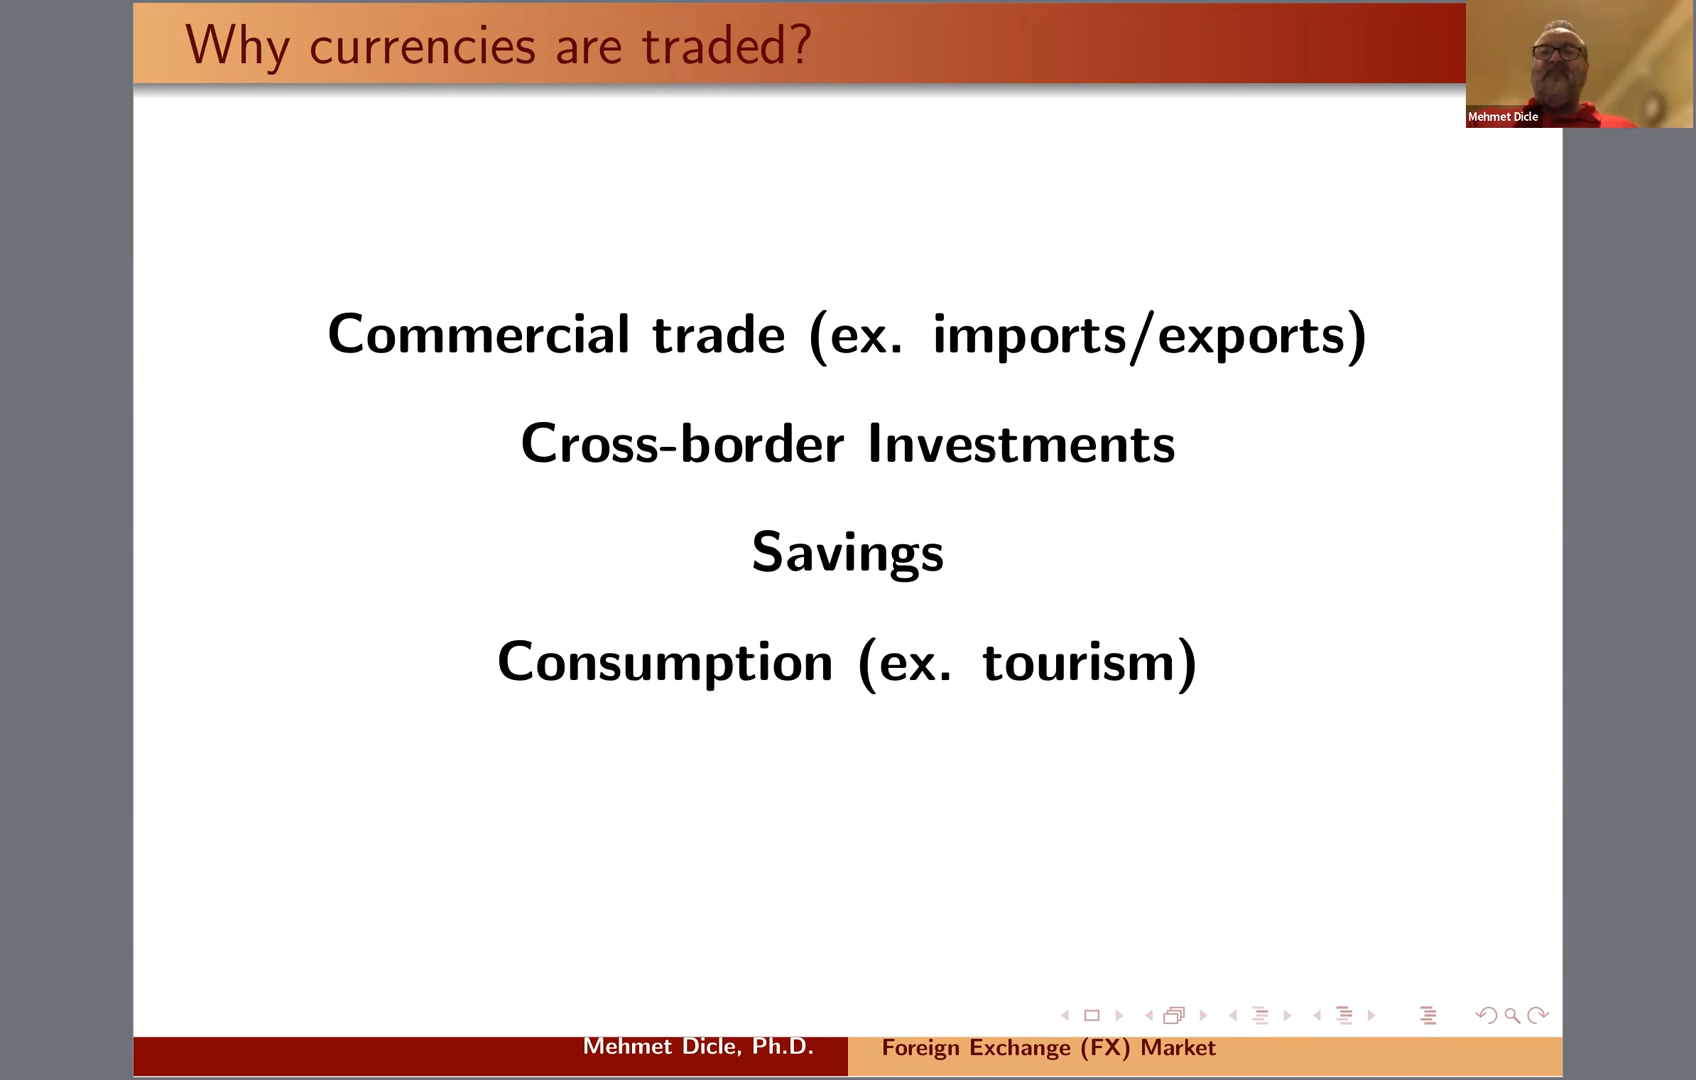 Why currencies are traded?
Mehmet Dicle
Commercial trade (ex. imports/exports)
Cross-border Investments
Savings
Consumption (ex. tourism)
Mehmet Dicle, Ph.D.
Foreign Exchange (FX) Market